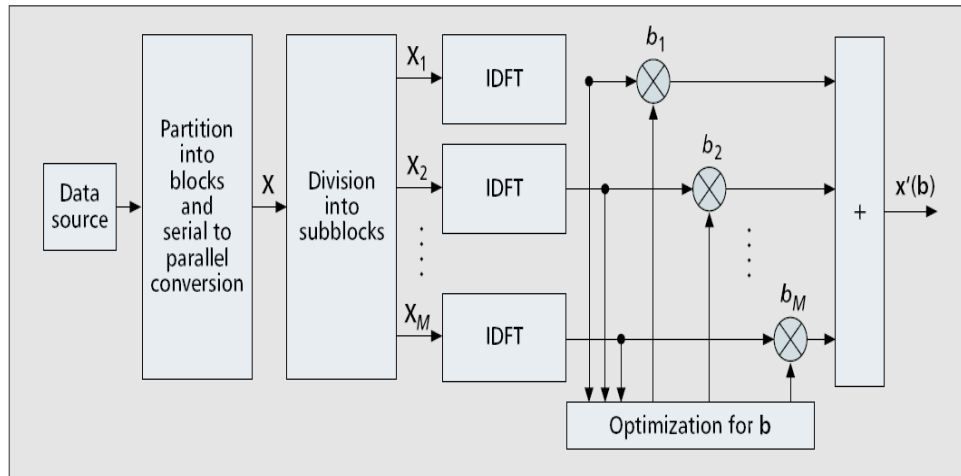 Data
source
Partition
into
blocks
and
serial to
parallel
conversion
X
Division
into
subblocks
X1
IDFT
X2
IDFT
XM
IDFT
b1
b2
bM
Optimization for b
+
x'(b)